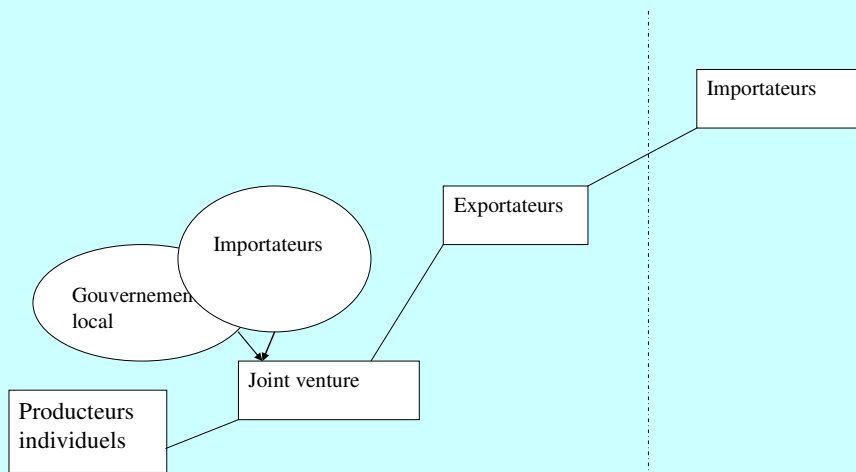 Importateurs
Exportateurs
Importateurs
Gouvernemen
local
Joint venture
Producteurs
individuels